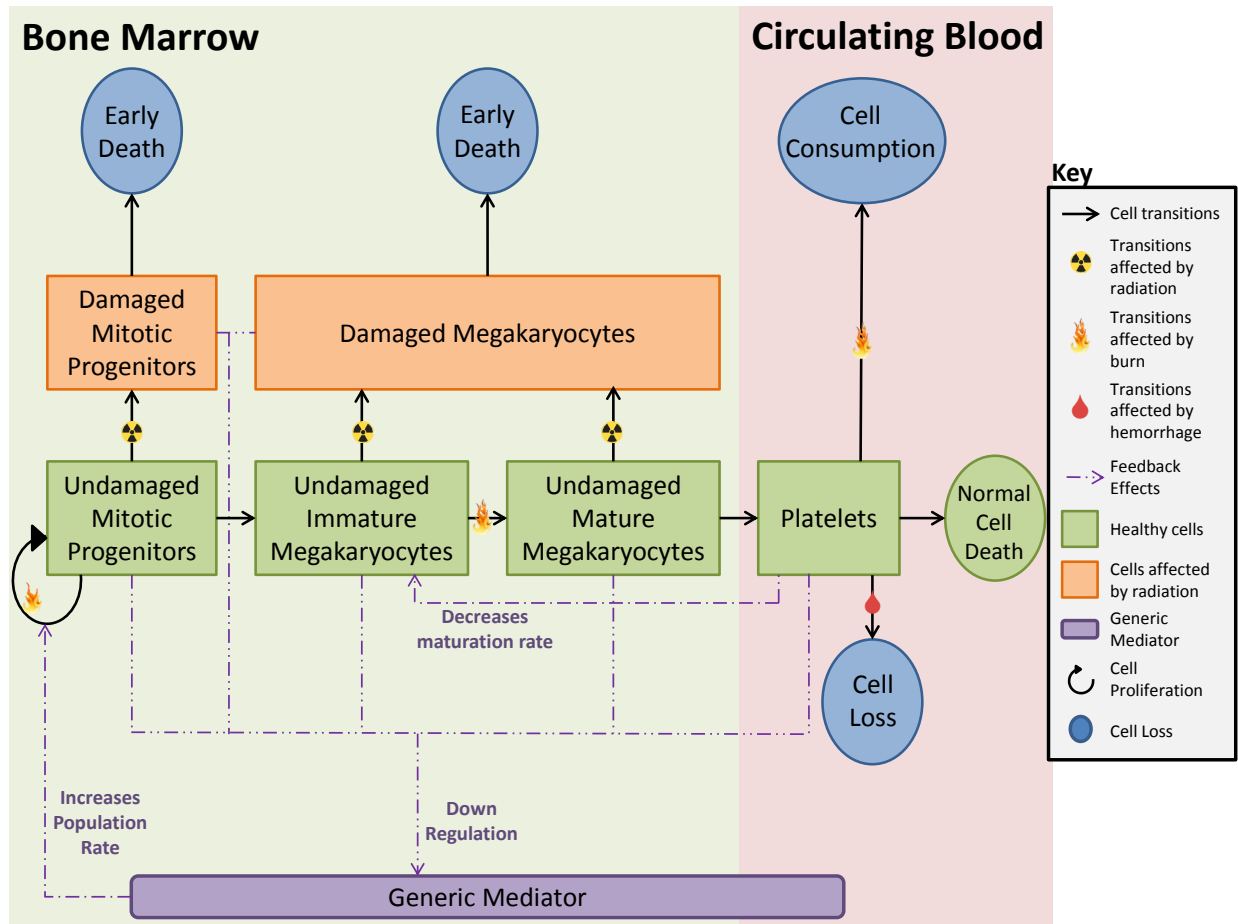 Bone Marrow
Circulating Blood
Early
Death
Early
Death
Cell
Consumption
Damaged
Mitotic
Progenitors
Damaged Megakaryocytes
Undamaged
Mitotic
Progenitors
Undamaged
Immature
Megakaryocytes
Undamaged
Mature
Megakaryocytes
Platelets
Normal
Cell
Death
Decreases
maturation rate
Cell
Loss
Increases
Population
Rate
Down
Regulation
Generic Mediator
Key
Cell transitions
Transitions
affected by
radiation
Transitions
affected by
burn
Transitions
affected by
hemorrhage
Feedback
Effects
Healthy cells
Cells affected
by radiation
Generic
Mediator
Cell
Proliferation
Cell Loss